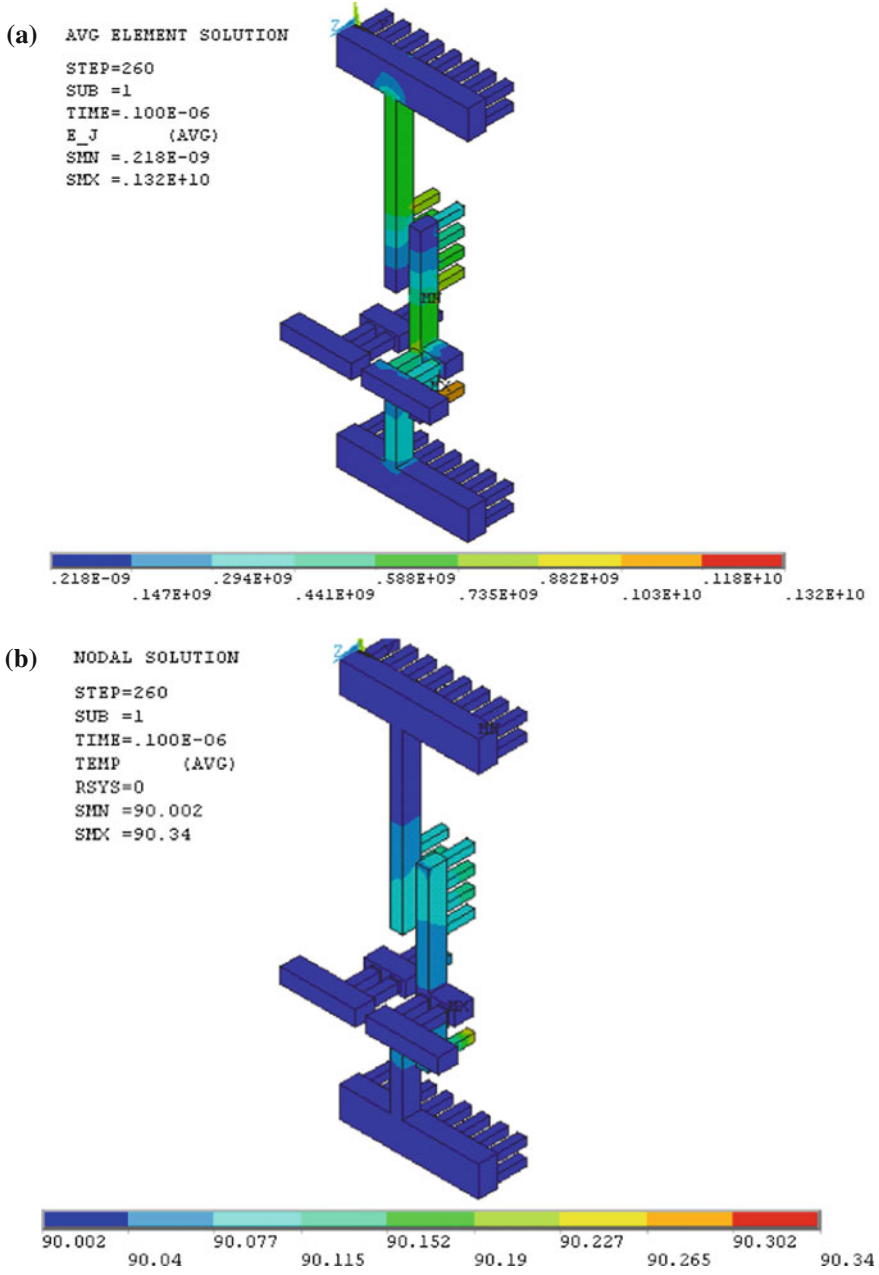 (a) AVG ELEMENT SOLUTION
STEP=260
SUB =1
TIME=.100E-06
E_J (AVG)
SMN =.218E-09
SMX =.132E+10
Z
MN
MX
.218E-09 .147E+09 .294E+09 .441E+09 .588E+09 .735E+09 .882E+09 .103E+10 .118E+10 .132E+10
(b) NODAL SOLUTION
STEP=260
SUB =1
TIME=.100E-06
TEMP (AVG)
RSYS=0
SMN =90.002
SMX =90.34
Z
MN
MX
90.002 90.04 90.077 90.115 90.152 90.19 90.227 90.265 90.302 90.34